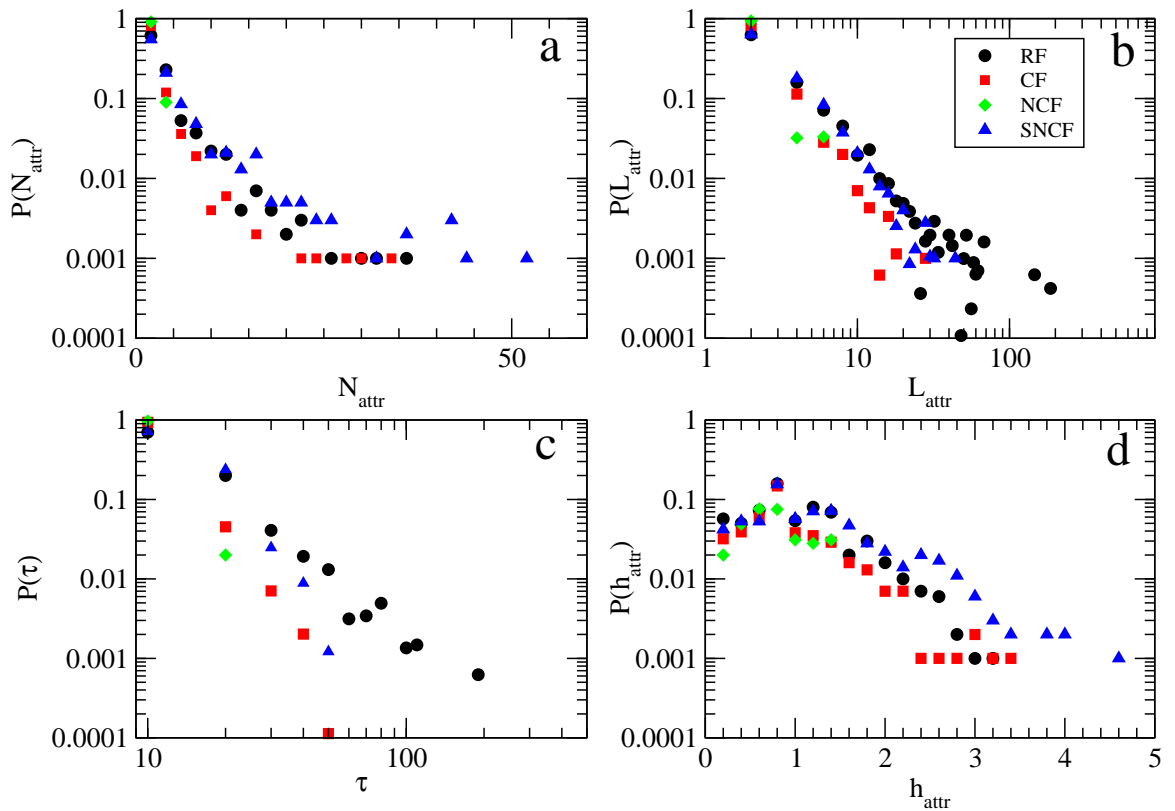 a
1
0.1
0.01
0.001
0.0001
P(N_attr)
0
50
N_attr
b
RF
CF
NCF
SNCF
1
0.1
0.01
0.001
0.0001
P(L_attr)
1
10
100
L_attr
c
1
0.1
0.01
0.001
0.0001
P(τ)
10
100
τ
d
1
0.1
0.01
0.001
0.0001
P(h_attr)
0 1 2 3 4 5
h_attr